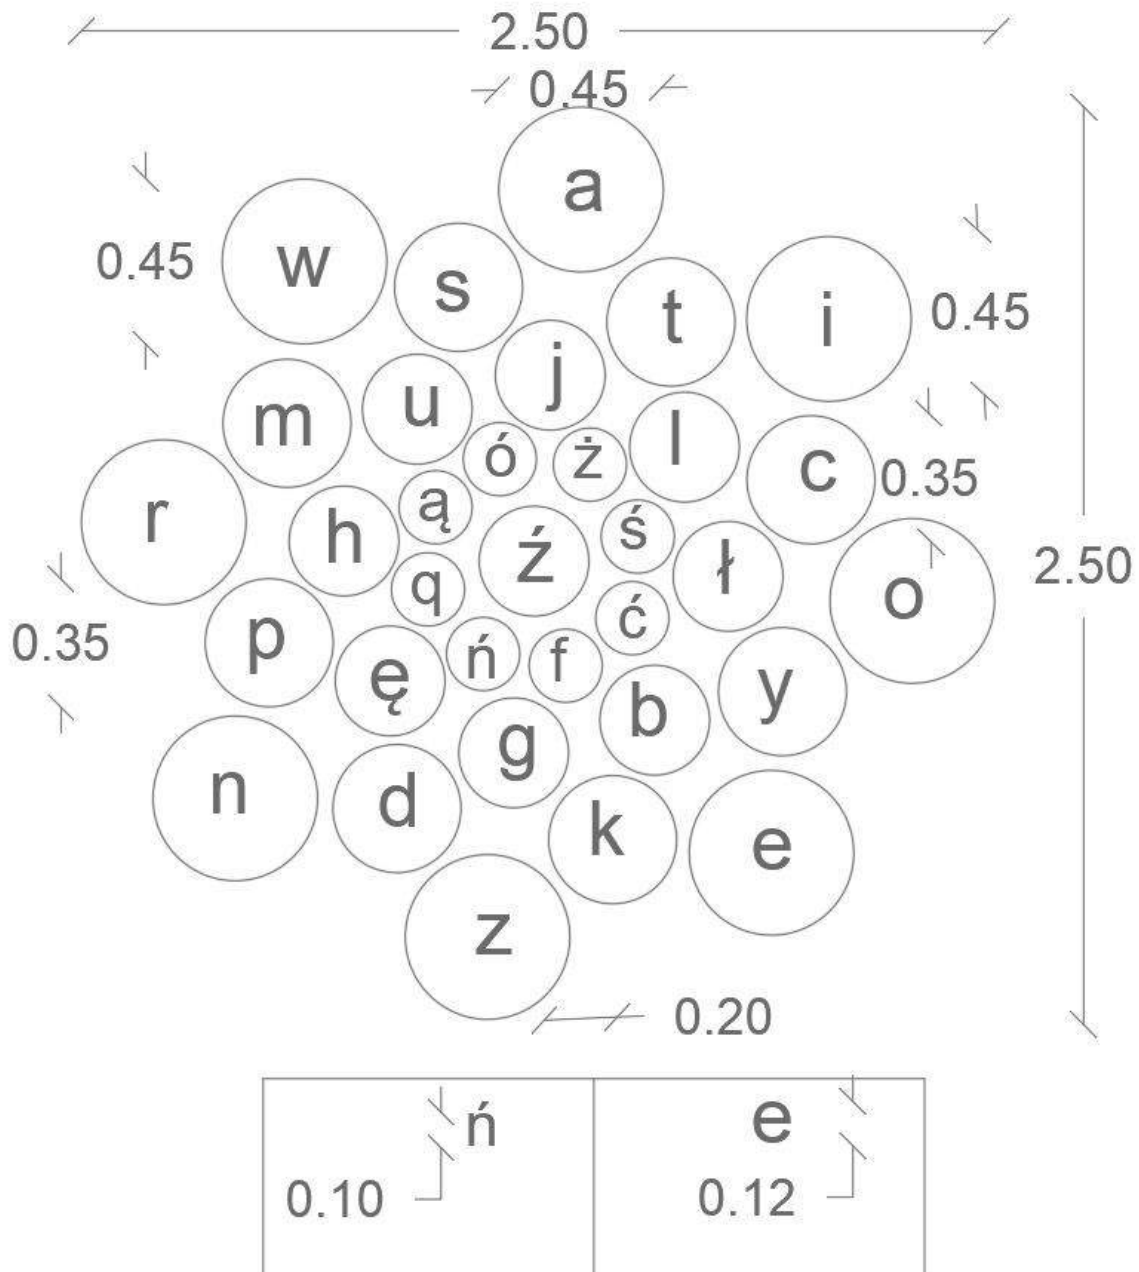 2.50
0.45
a
w
0.45
s
t
i
0.45
j
m
u
l
c
0.35
ó
ż
r
ą
h
ś
ź
ł
2.50
q
o
0.35
p
ć
ę
ń
f
y
b
g
n
d
k
e
z
0.20
ń
e
0.10
0.12